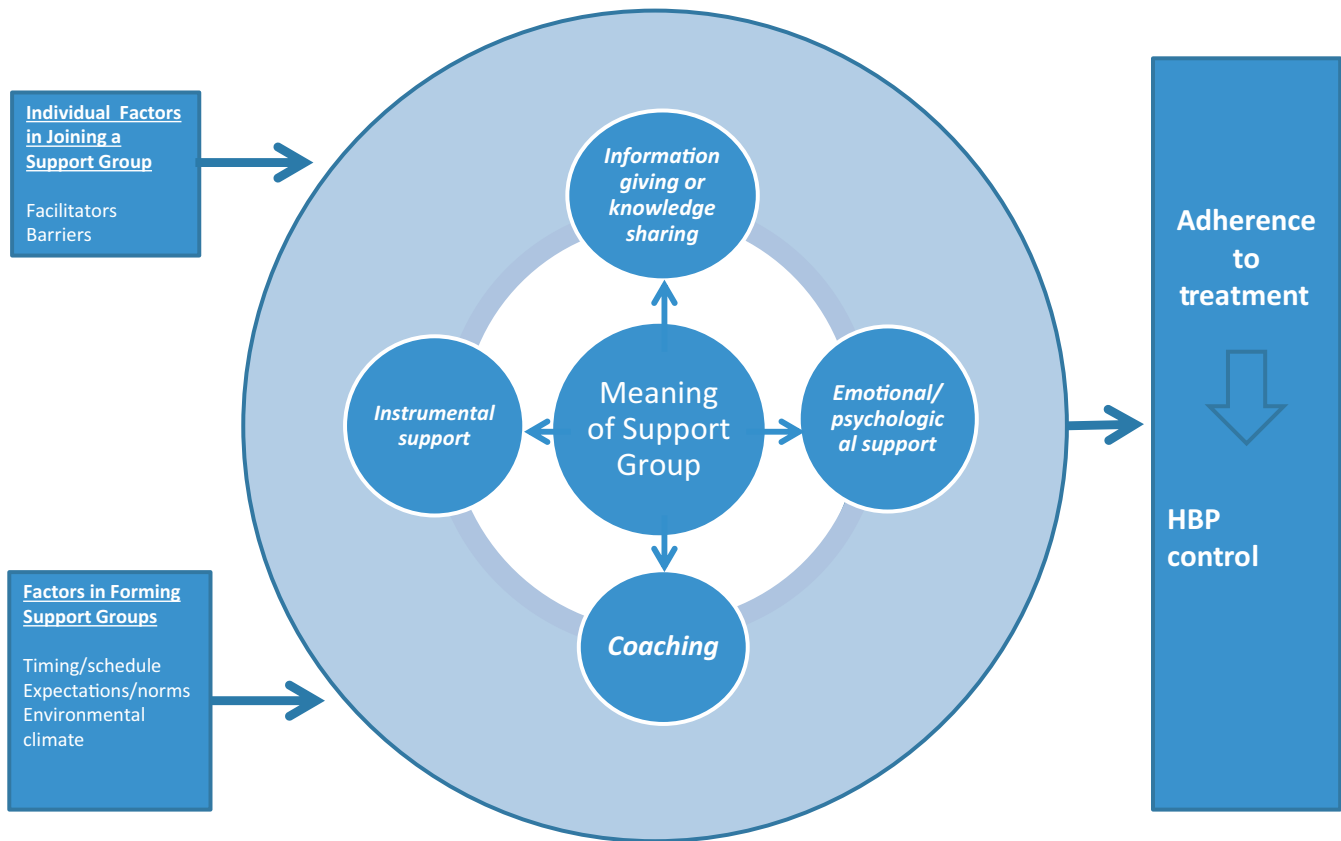 Individual Factors
in Joining a
Support Group
Facilitators
Barriers
Factors in Forming
Support Groups
Timing/schedule
Expectations/norms
Environmental
climate
Information
giving or
knowledge
sharing
Instrumental
support
Meaning
of Support
Group
Emotional/
psychologic
al support
Coaching
Adherence
to
treatment
HBP
control